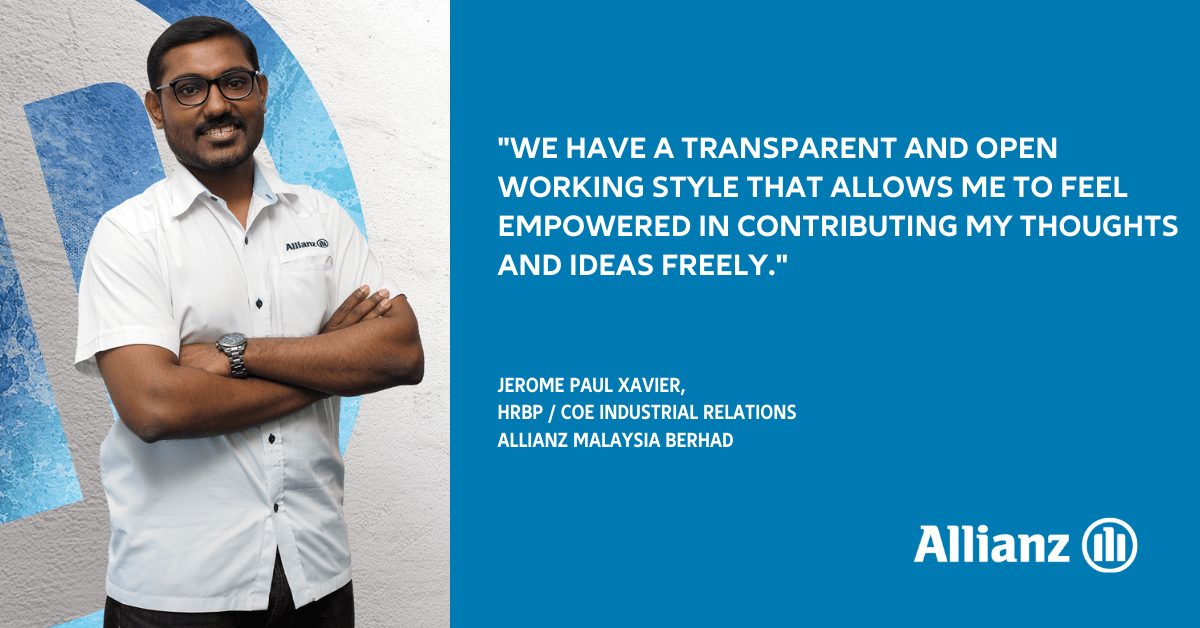 Allianz
"WE HAVE A TRANSPARENT AND OPEN
WORKING STYLE THAT ALLOWS ME TO FEEL
EMPOWERED IN CONTRIBUTING MY THOUGHTS
AND IDEAS FREELY."
JEROME PAUL XAVIER,
HRBP / COE INDUSTRIAL RELATIONS
ALLIANZ MALAYSIA BERHAD
Allianz